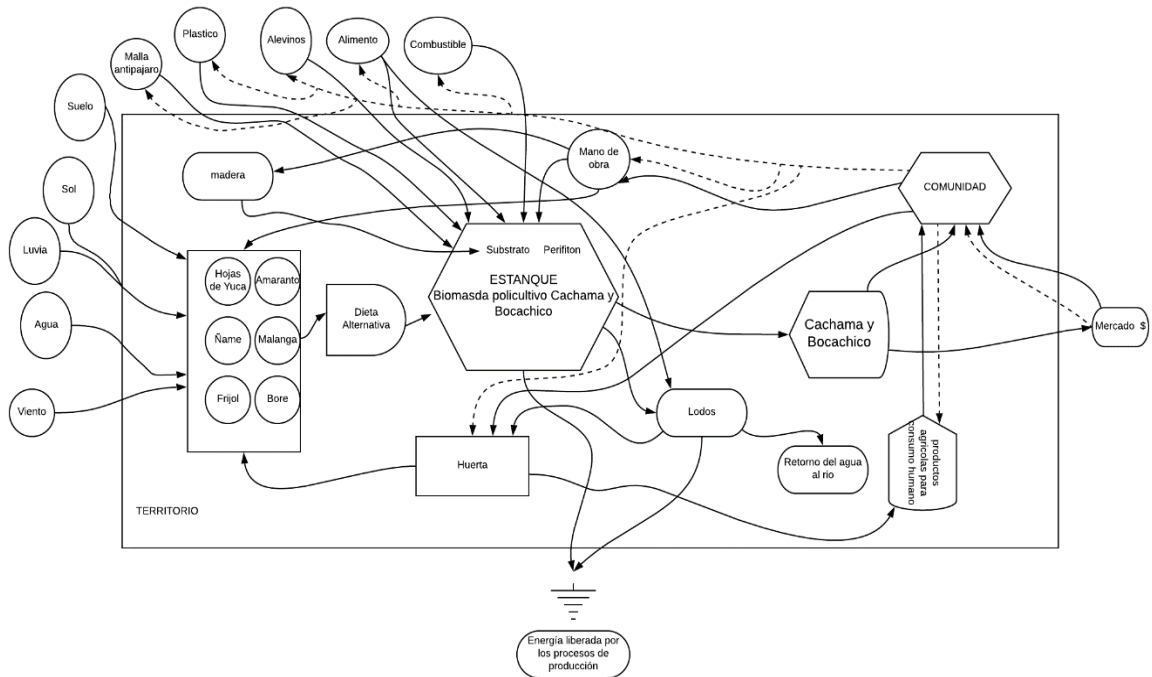 Plastico
Alevinos
Alimento
Combustible
Malla
antipajaro
Suelo
Sol
Luvia
Agua
Viento
madera
Mano de
obra
COMUNIDAD
Hojas
de Yuca
Amaranto
Ñame
Malanga
Frijol
Bore
Dieta
Alternativa
Substrato
Perifiton
ESTANQUE
Biomasda policultivo Cachama y
Bocachico
Cachama y
Bocachico
Mercado $
Lodos
Huerta
Retorno del agua
al rio
productos
agricolas para
consumo humano
TERRITORIO
Energía liberada por
los procesos de
producción